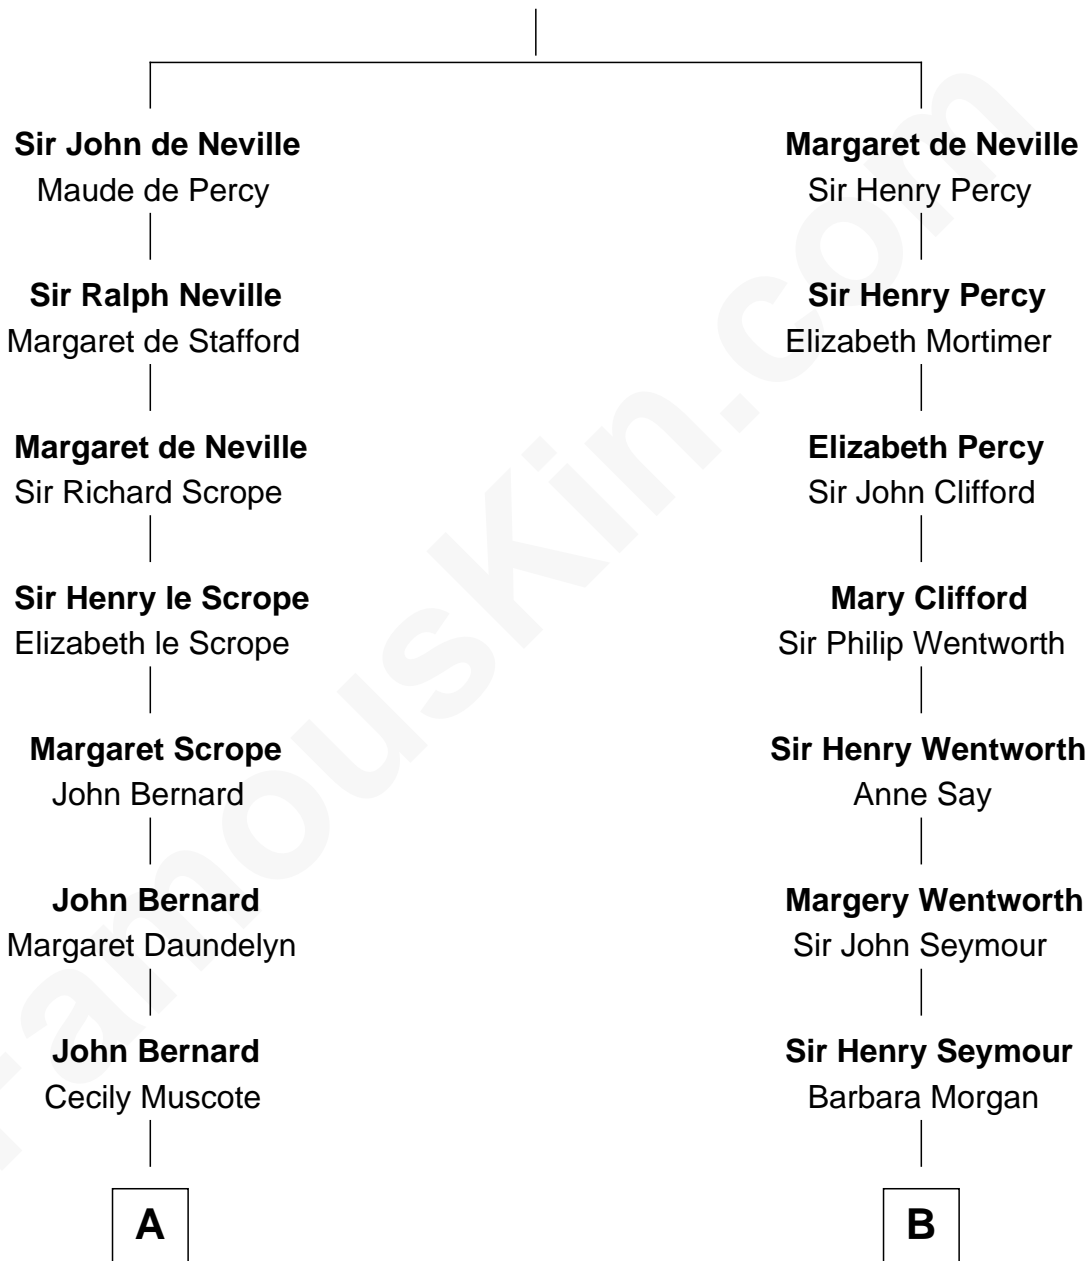 Sir John de Neville
Maude de Percy
Sir Ralph Neville
Margaret de Stafford
Margaret de Neville
Sir Richard Scrope
Sir Henry le Scrope
Elizabeth le Scrope
Margaret Scrope
John Bernard
John Bernard
Margaret Daundelyn
John Bernard
Cecily Muscote
A
Margaret de Neville
Sir Henry Percy
Sir Henry Percy
Elizabeth Mortimer
Elizabeth Percy
Sir John Clifford
Mary Clifford
Sir Philip Wentworth
Sir Henry Wentworth
Anne Say
Margery Wentworth
Sir John Seymour
Sir Henry Seymour
Barbara Morgan
B
FamousKin.com